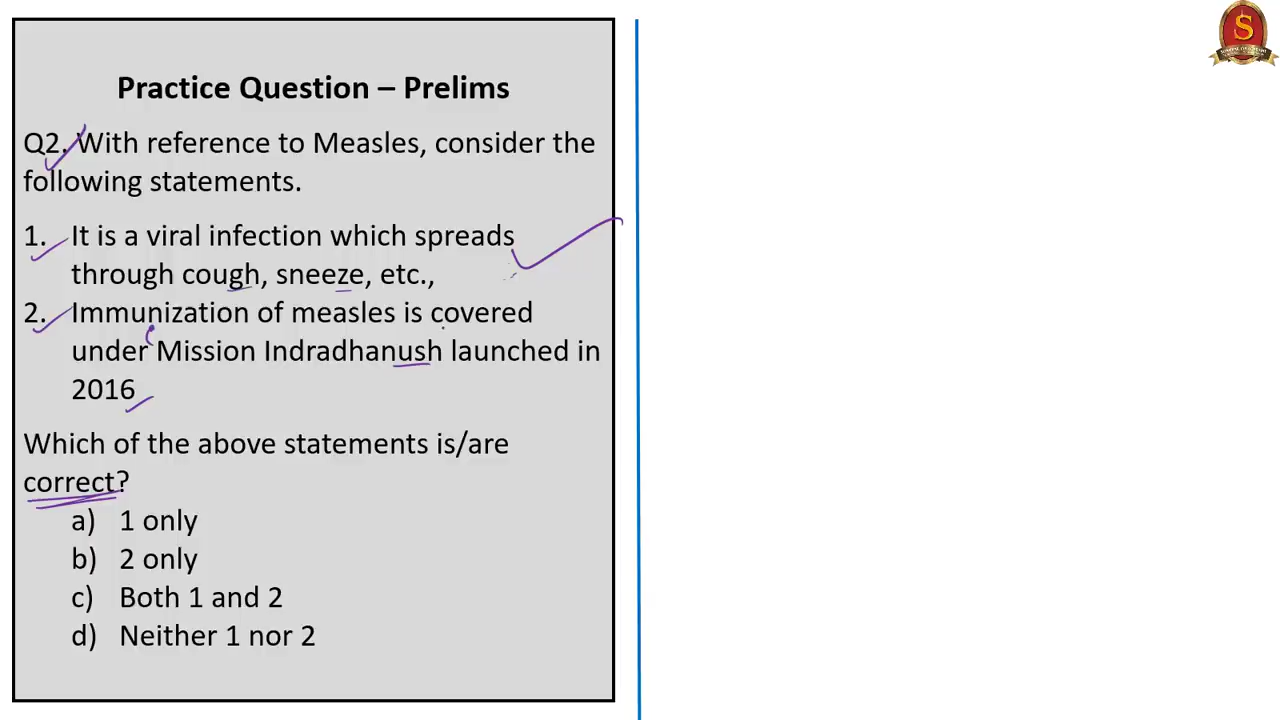 Practice Question – Prelims
Q2. With reference to Measles, consider the
following statements.
1. It is a viral infection which spreads
through cough, sneeze, etc.,
2. Immunization of measles is covered
under Mission Indradhanush launched in
2016
Which of the above statements is/are
correct?
a) 1 only
b) 2 only
c) Both 1 and 2
d) Neither 1 nor 2
S